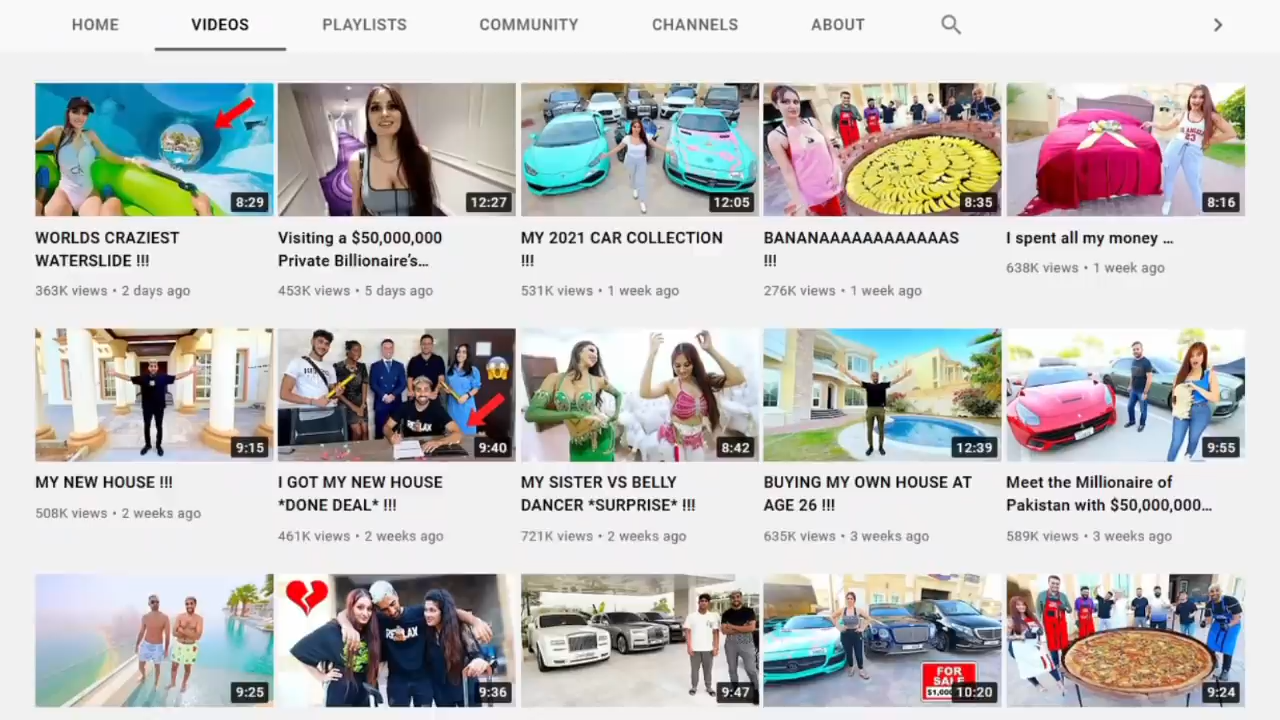 HOME
VIDEOS
PLAYLISTS
COMMUNITY
CHANNELS
ABOUT
8:29
12:27
12:05
8:35
LOS ANGELES
23
8:16
WORLDS CRAZIEST
WATERSLIDE !!!
363K views • 2 days ago
Visiting a $50,000,000
Private Billionaire’s...
453K views • 5 days ago
MY 2021 CAR COLLECTION
!!!
531K views • 1 week ago
BANANAAAAAAAAAAAAS
!!!
276K views • 1 week ago
I spent all my money ...
638K views • 1 week ago
9:15
RELAX
9:40
8:42
12:39
9:55
MY NEW HOUSE !!!
508K views • 2 weeks ago
I GOT MY NEW HOUSE
*DONE DEAL* !!!
461K views • 2 weeks ago
MY SISTER VS BELLY
DANCER *SURPRISE* !!!
721K views • 2 weeks ago
BUYING MY OWN HOUSE AT
AGE 26 !!!
635K views • 3 weeks ago
Meet the Millionaire of
Pakistan with $50,000,000...
589K views • 3 weeks ago
9:25
RELAX
9:36
9:47
FOR
SALE
10:20
9:24